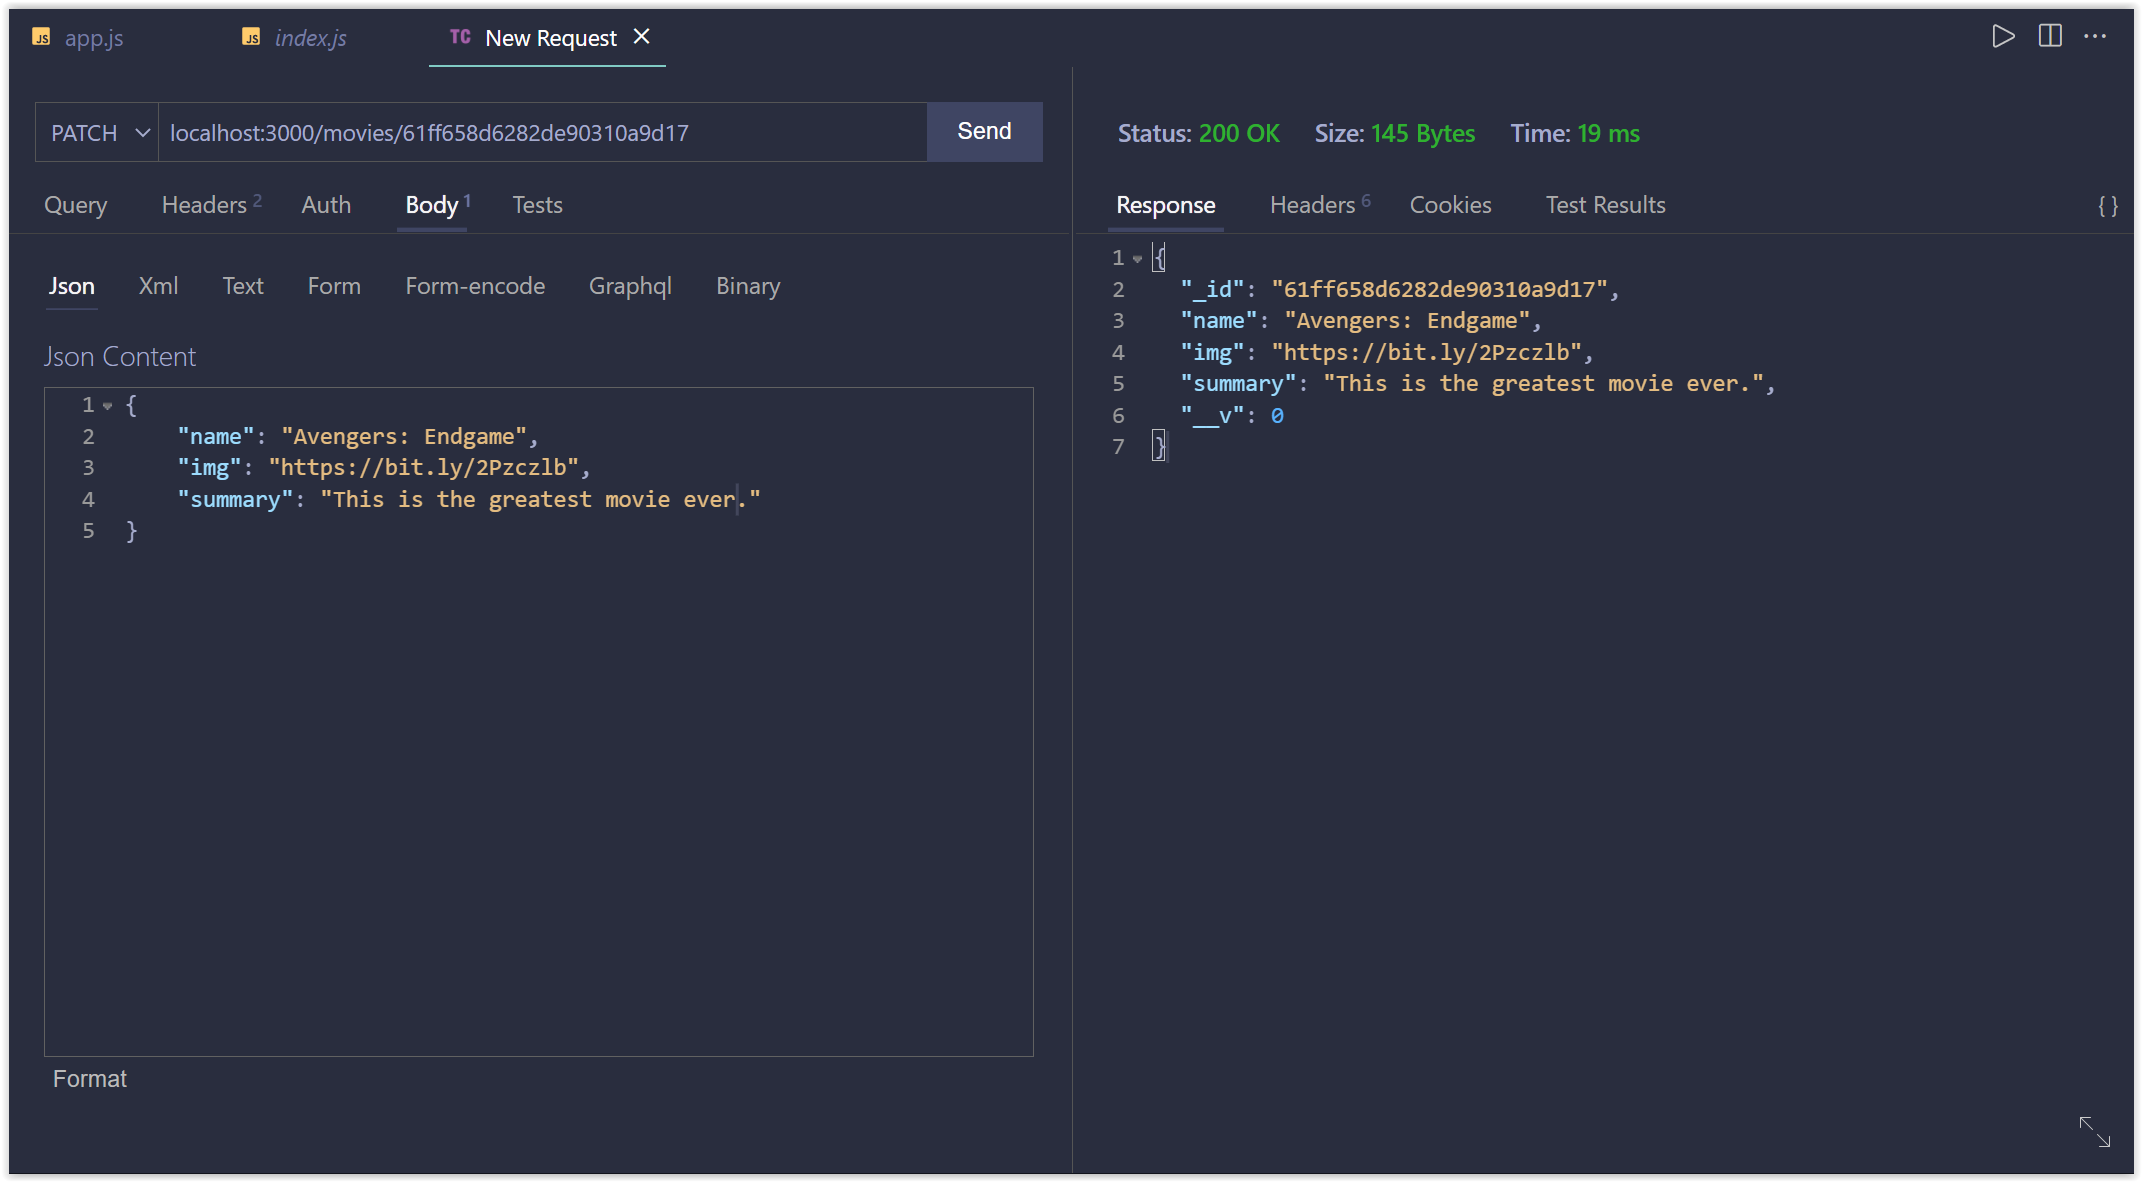 JS app.js JS index.js TC New Request
PATCH localhost:3000/movies/61ff658d6282de90310a9d17 Send
Query Headers 2 Auth Body 1 Tests
Json Xml Text Form Form-encode Graphql Binary
Json Content
1 {
2 "name": "Avengers: Endgame",
3 "img": "https://bit.ly/2Pzczlb",
4 "summary": "This is the greatest movie ever."
5 }
Format
Status: 200 OK Size: 145 Bytes Time: 19 ms
Response Headers 6 Cookies Test Results { }
1 {
2 "_id": "61ff658d6282de90310a9d17",
3 "name": "Avengers: Endgame",
4 "img": "https://bit.ly/2Pzczlb",
5 "summary": "This is the greatest movie ever.",
6 "__v": 0
7 }